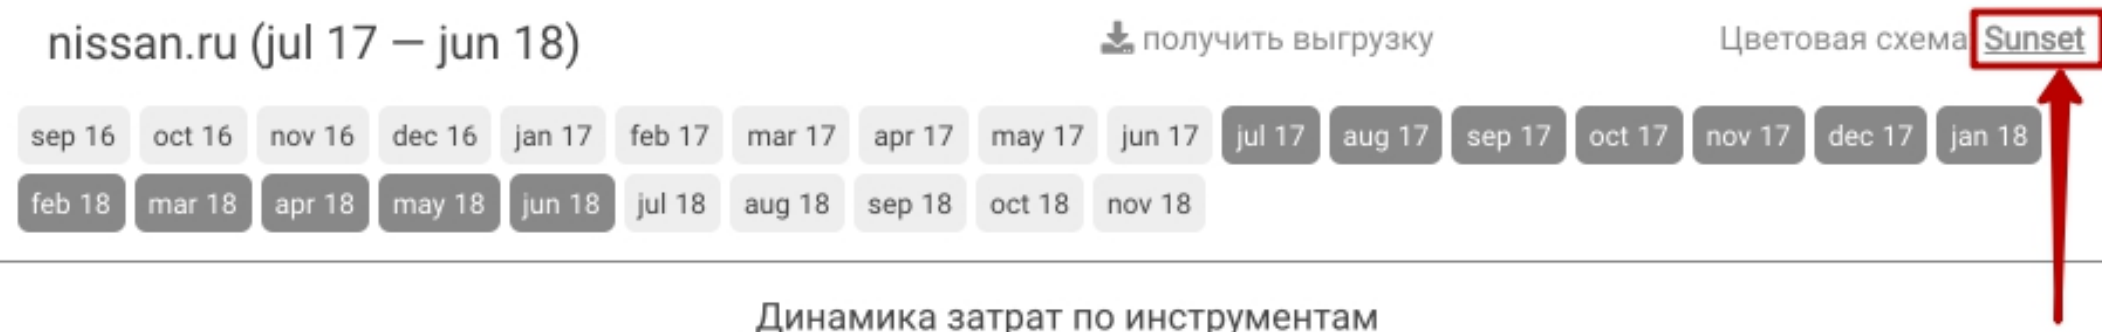 nissan.ru (jul 17 — jun 18) получить выгрузку Цветовая схема Sunset
sep 16 oct 16 nov 16 dec 16 jan 17 feb 17 mar 17 apr 17 may 17 jun 17 jul 17 aug 17 sep 17 oct 17 nov 17 dec 17 jan 18
feb 18 mar 18 apr 18 may 18 jun 18 jul 18 aug 18 sep 18 oct 18 nov 18
Динамика затрат по инструментам